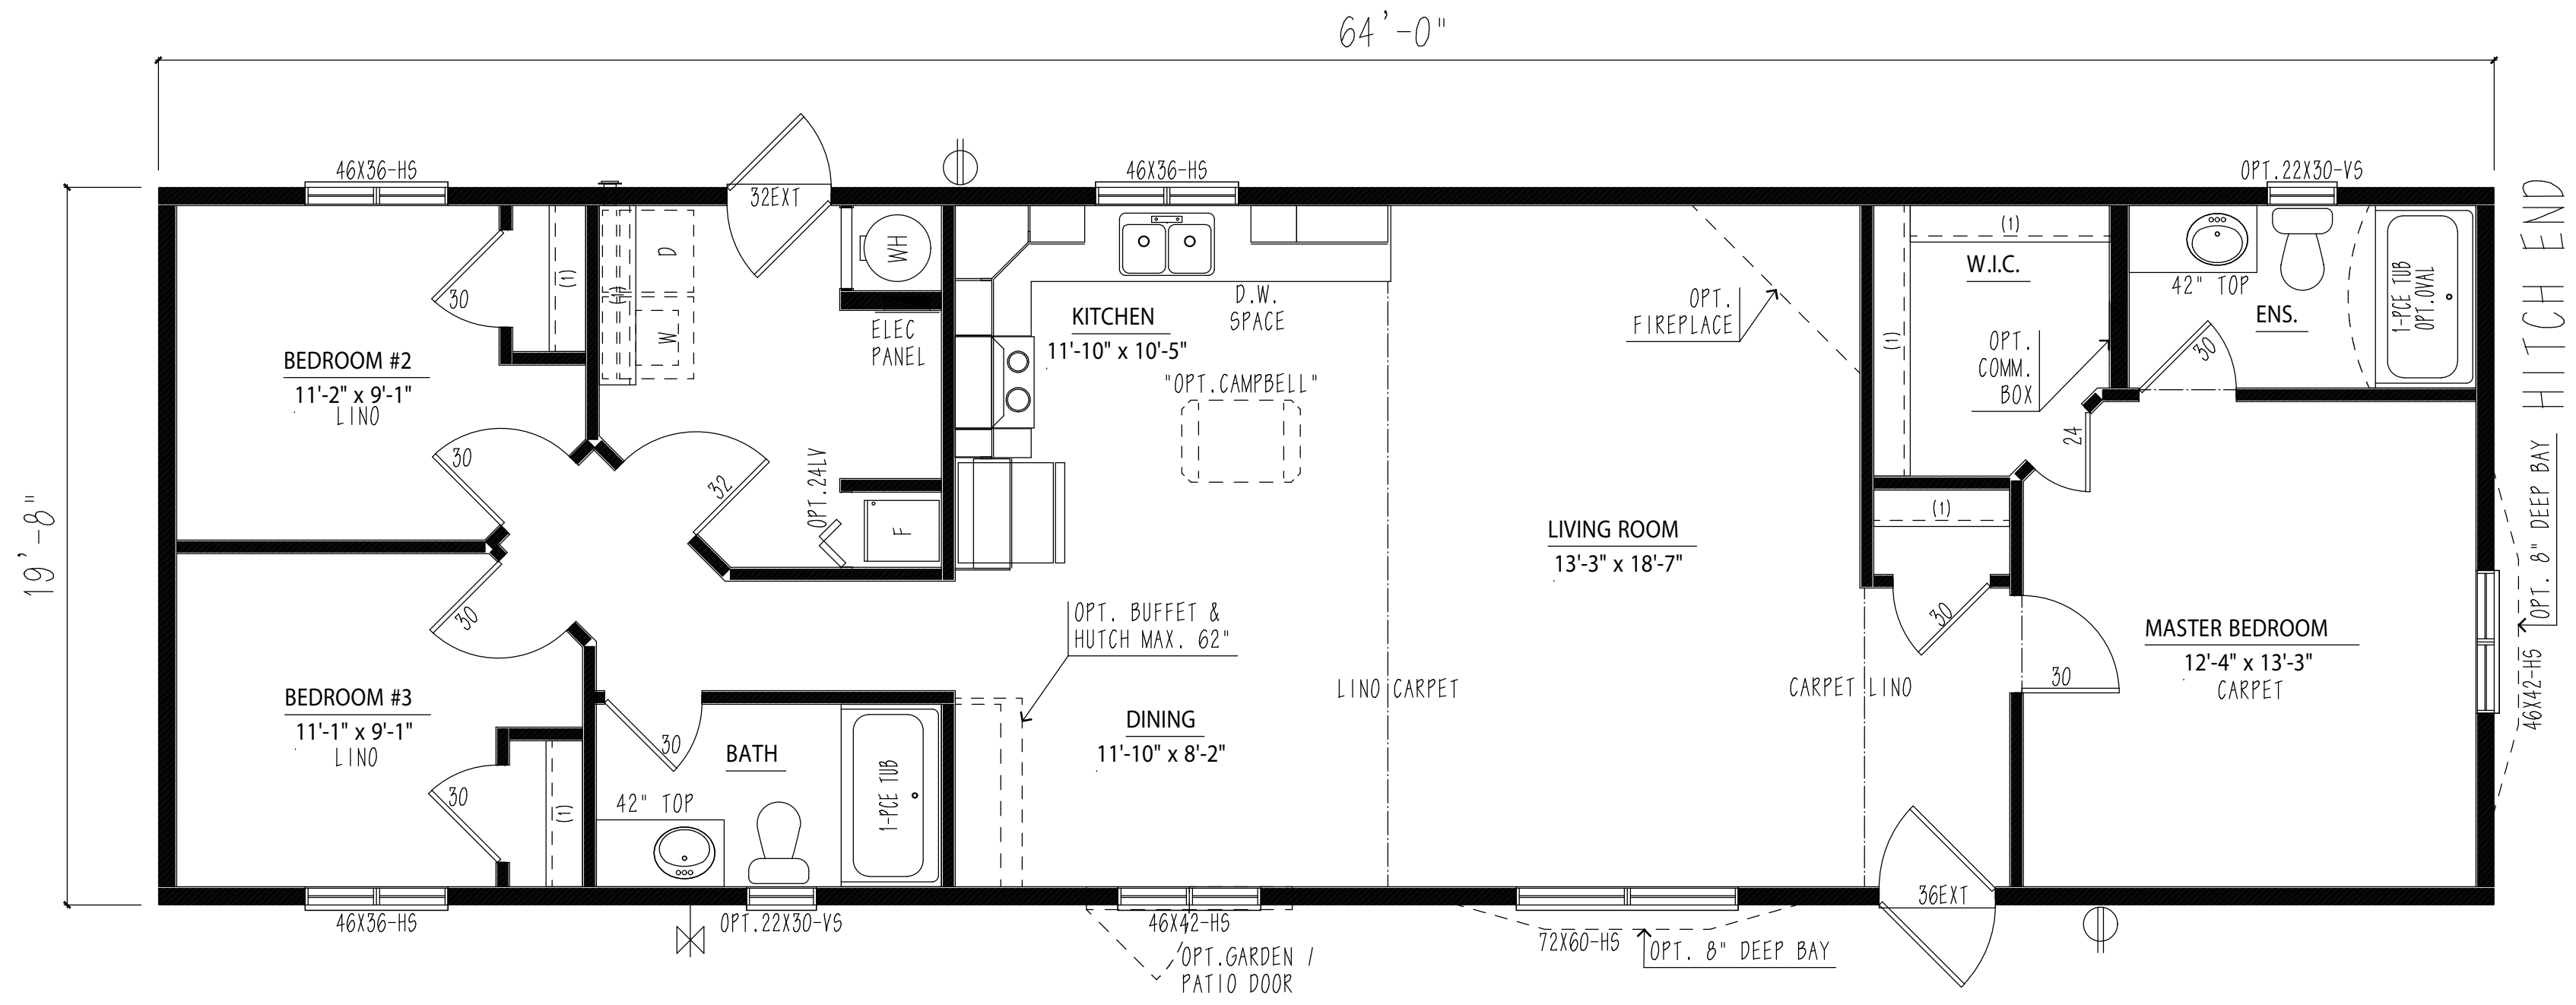 64'-0"
46X36-HS
46X36-HS
OPT.22X30-VS
HITCH END
32EXT
D
(1)
W
WH
ELEC
PANEL
30
(1)
BEDROOM #2
11'-2" x 9'-1"
LINO
30
32
OPT.24LV
F
KITCHEN
11'-10" x 10'-5"
D.W.
SPACE
"OPT.CAMPBELL"
OPT.
FIREPLACE
(1)
W.I.C.
(1)
OPT.
COMM.
BOX
24
42" TOP
ENS.
30
1-PCE TUB
OPT.OVAL
19'-8"
OPT. 8" DEEP BAY
46X42-HS
LIVING ROOM
13'-3" x 18'-7"
(1)
30
30
OPT. BUFFET &
HUTCH MAX. 62"
MASTER BEDROOM
12'-4" x 13'-3"
CARPET
30
LINO CARPET
CARPET LINO
BEDROOM #3
11'-1" x 9'-1"
LINO
30
(1)
30
BATH
42" TOP
1-PCE TUB
DINING
11'-10" x 8'-2"
36EXT
46X36-HS
OPT.22X30-VS
46X42-HS
OPT.GARDEN /
PATIO DOOR
72X60-HS
OPT. 8" DEEP BAY